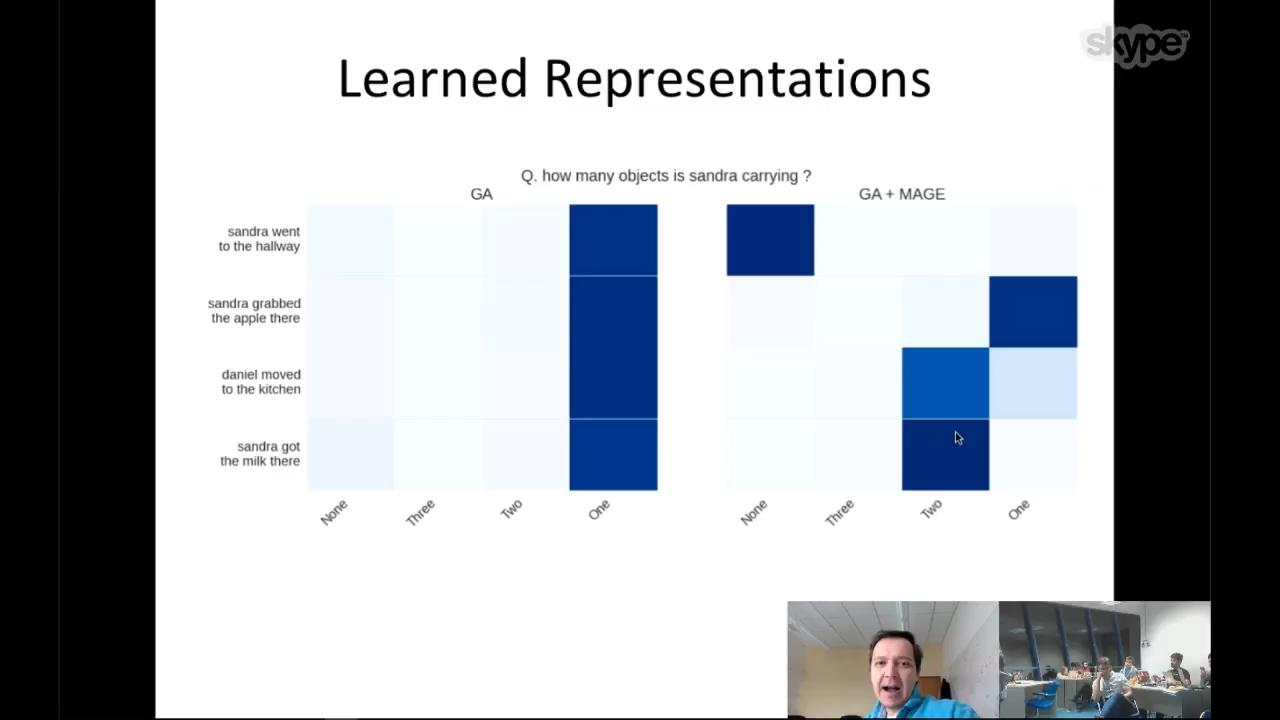 skype
Learned Representations
Q. how many objects is sandra carrying ?
GA
GA + MAGE
sandra went
to the hallway
sandra grabbed
the apple there
daniel moved
to the kitchen
sandra got
the milk there
None
Three
Two
One
None
Three
Two
One